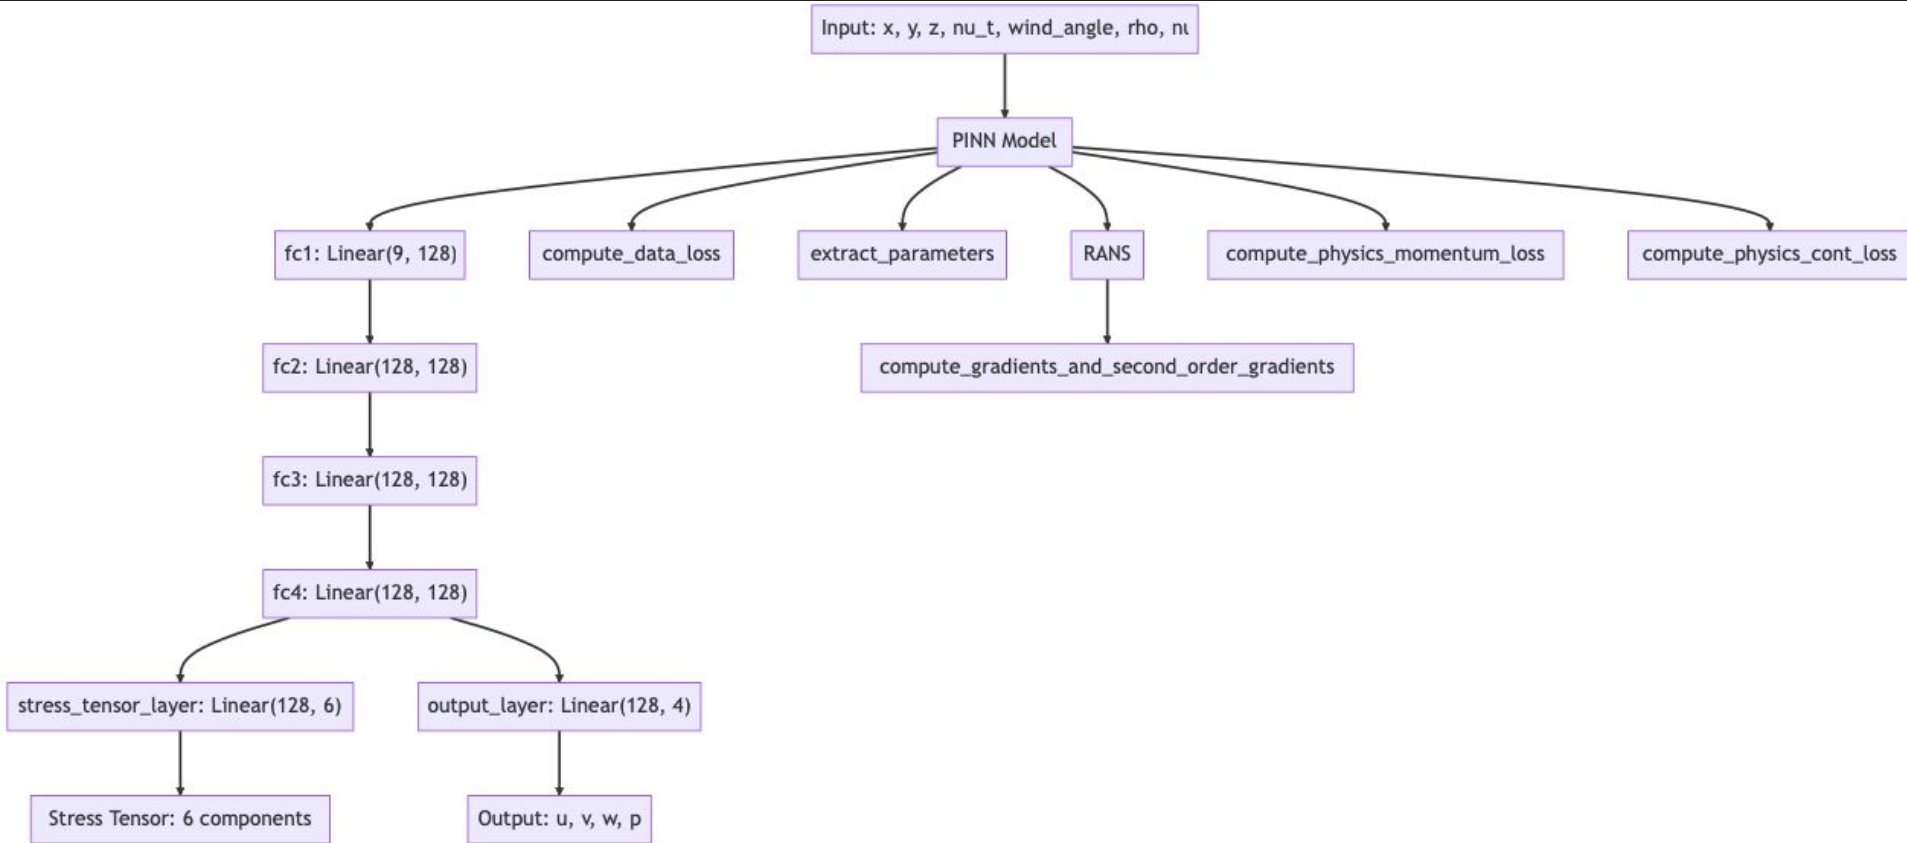 Input: x, y, z, nu_t, wind_angle, rho, nu
PINN Model
fc1: Linear(9, 128)
compute_data_loss
extract_parameters
RANS
compute_physics_momentum_loss
compute_physics_cont_loss
fc2: Linear(128, 128)
compute_gradients_and_second_order_gradients
fc3: Linear(128, 128)
fc4: Linear(128, 128)
stress_tensor_layer: Linear(128, 6)
output_layer: Linear(128, 4)
Stress Tensor: 6 components
Output: u, v, w, p